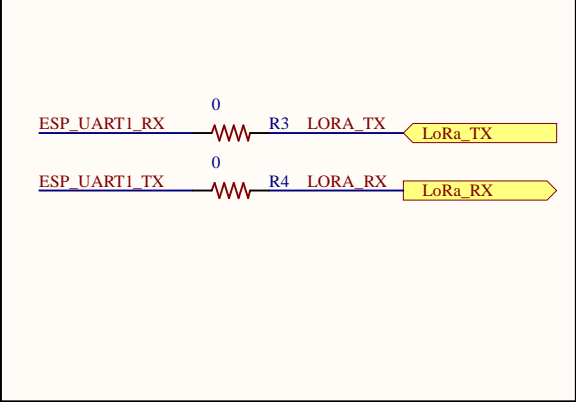 0
ESP_UART1_RX R3 LORA_TX LoRa_TX
0
ESP_UART1_TX R4 LORA_RX LoRa_RX